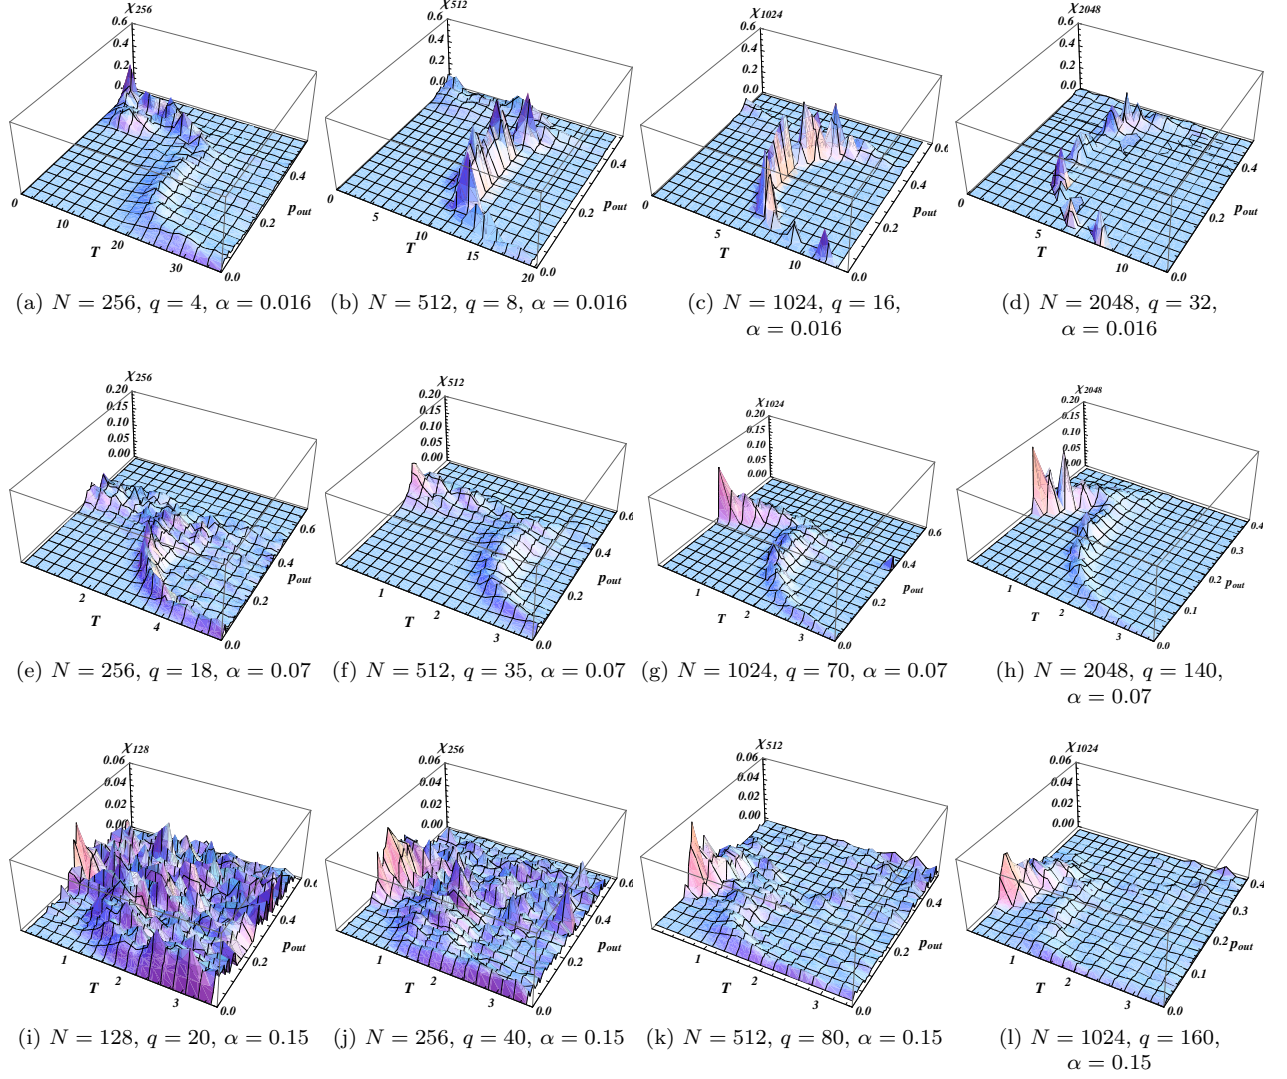 χ256
0.6
0.4
0.2
0.0
0
10
20
30
T
0.0
0.2
0.4
pout
(a) N = 256, q = 4, α = 0.016
χ512
0.6
0.4
0.2
0.0
0
5
10
15
20
T
0.0
0.2
0.4
pout
(b) N = 512, q = 8, α = 0.016
χ1024
0.6
0.4
0.2
0.0
0
5
10
T
0.0
0.2
0.4
0.6
pout
(c) N = 1024, q = 16,
α = 0.016
χ2048
0.6
0.4
0.2
0.0
0
5
10
T
0.0
0.2
0.4
pout
(d) N = 2048, q = 32,
α = 0.016
χ256
0.20
0.15
0.10
0.05
0.00
2
4
T
0.0
0.2
0.4
0.6
pout
(e) N = 256, q = 18, α = 0.07
χ512
0.20
0.15
0.10
0.05
0.00
1
2
3
T
0.0
0.2
0.4
0.6
pout
(f) N = 512, q = 35, α = 0.07
χ1024
0.20
0.15
0.10
0.05
0.00
1
2
3
T
0.0
0.2
0.4
0.6
pout
(g) N = 1024, q = 70, α = 0.07
χ2048
0.20
0.15
0.10
0.05
0.00
1
2
3
T
0.0
0.1
0.2
0.3
0.4
pout
(h) N = 2048, q = 140,
α = 0.07
χ128
0.06
0.04
0.02
0.00
1
2
3
T
0.0
0.2
0.4
0.6
pout
(i) N = 128, q = 20, α = 0.15
χ256
0.06
0.04
0.02
0.00
1
2
3
T
0.0
0.2
0.4
0.6
pout
(j) N = 256, q = 40, α = 0.15
χ512
0.06
0.04
0.02
0.00
1
2
3
T
0.0
0.2
0.4
0.6
pout
(k) N = 512, q = 80, α = 0.15
χ1024
0.06
0.04
0.02
0.00
1
2
3
T
0.0
0.1
0.2
0.3
0.4
pout
(l) N = 1024, q = 160,
α = 0.15